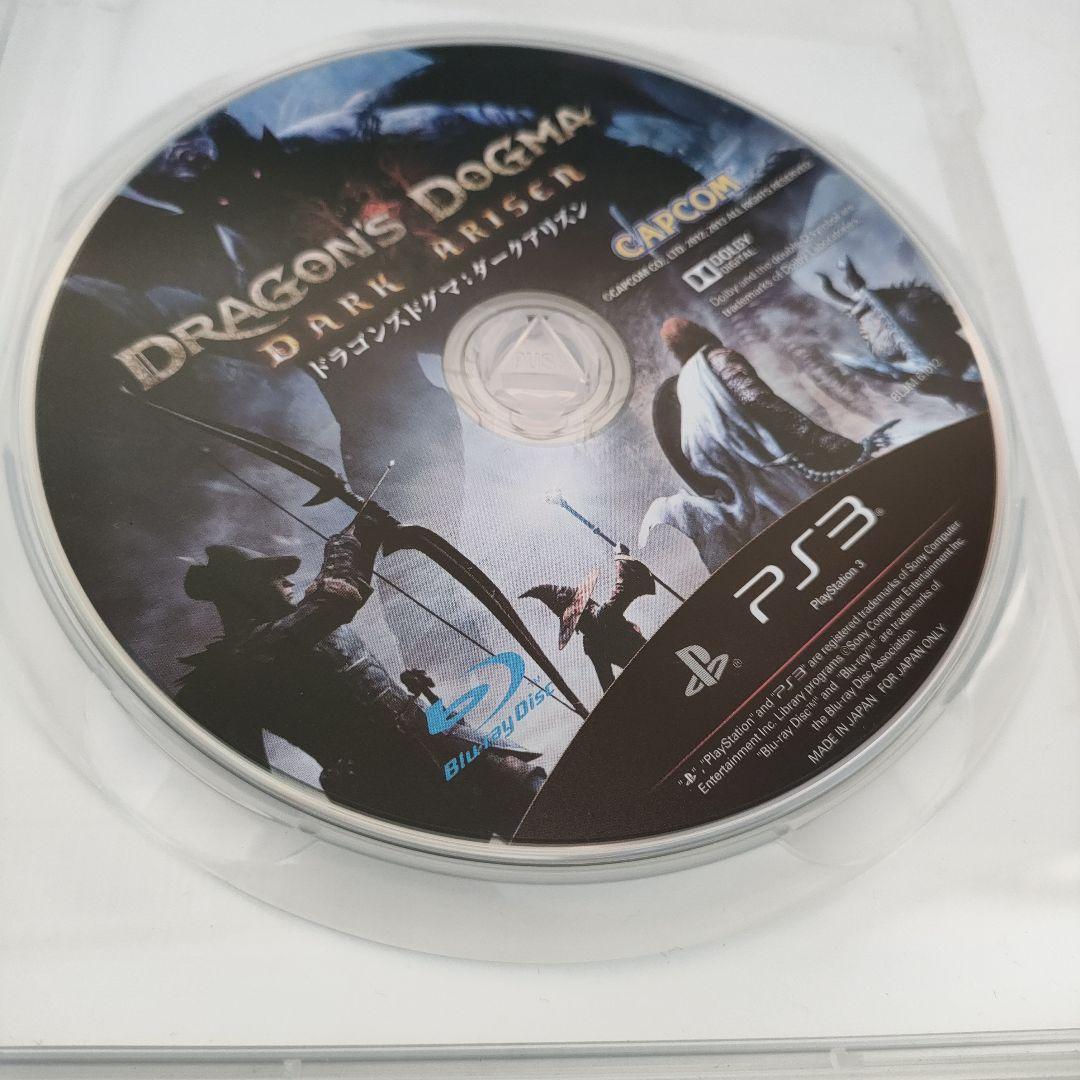 DRAGON'S DOGMA
DARK ARISEN
ドラゴンズドグマ:ダークアリズン
CAPCOM
©CAPCOM CO., LTD. 2012, 2013 ALL RIGHTS RESERVED.
DOLBY
DIGITAL
Dolby and the double-D symbol are
trademarks of Dolby Laboratories.
PUSH
PS3®
PlayStation 3
Blu-ray Disc™
", "PlayStation" and "PS3" are registered trademarks of Sony Computer
Entertainment Inc. Library programs ©Sony Computer Entertainment Inc.
"Blu-ray Disc™" and "Blu-ray™" are trademarks of
the Blu-ray Disc Association.
MADE IN JAPAN FOR JAPAN ONLY